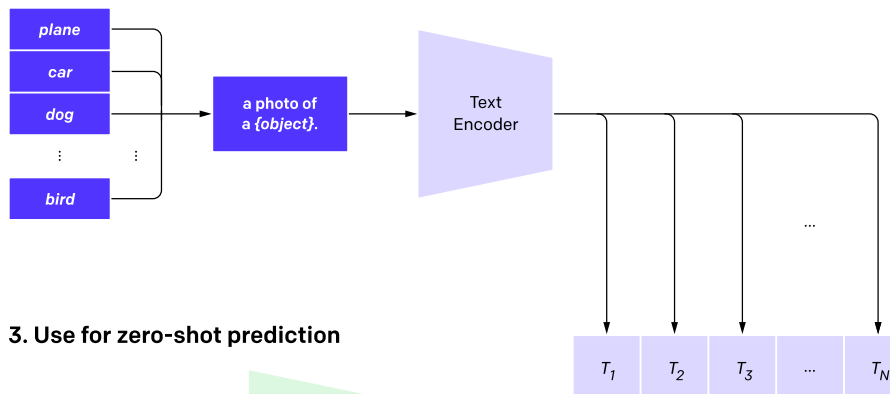 plane
car
dog
⋮ ⋮
bird
a photo of
a {object}.
Text
Encoder
...
3. Use for zero-shot prediction
T1 T2 T3 ... TN